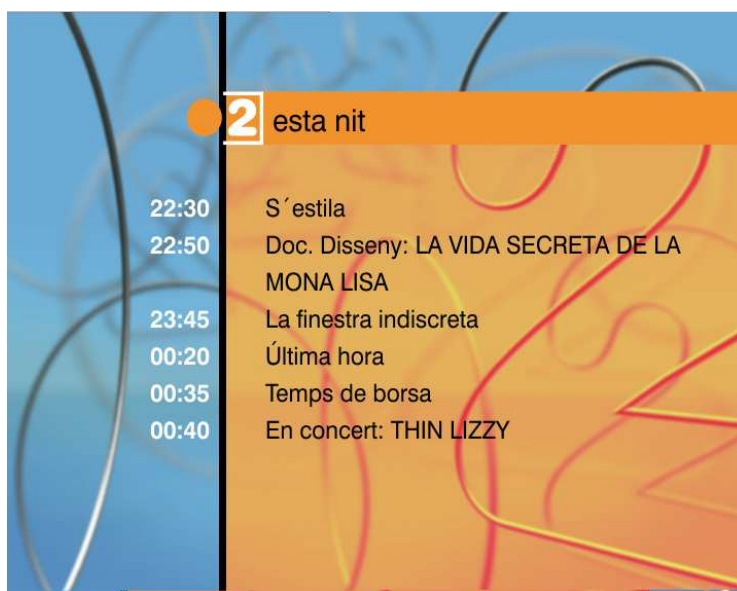 2 esta nit
22:30 S´estila
22:50 Doc. Disseny: LA VIDA SECRETA DE LA
MONA LISA
23:45 La finestra indiscreta
00:20 Última hora
00:35 Temps de borsa
00:40 En concert: THIN LIZZY